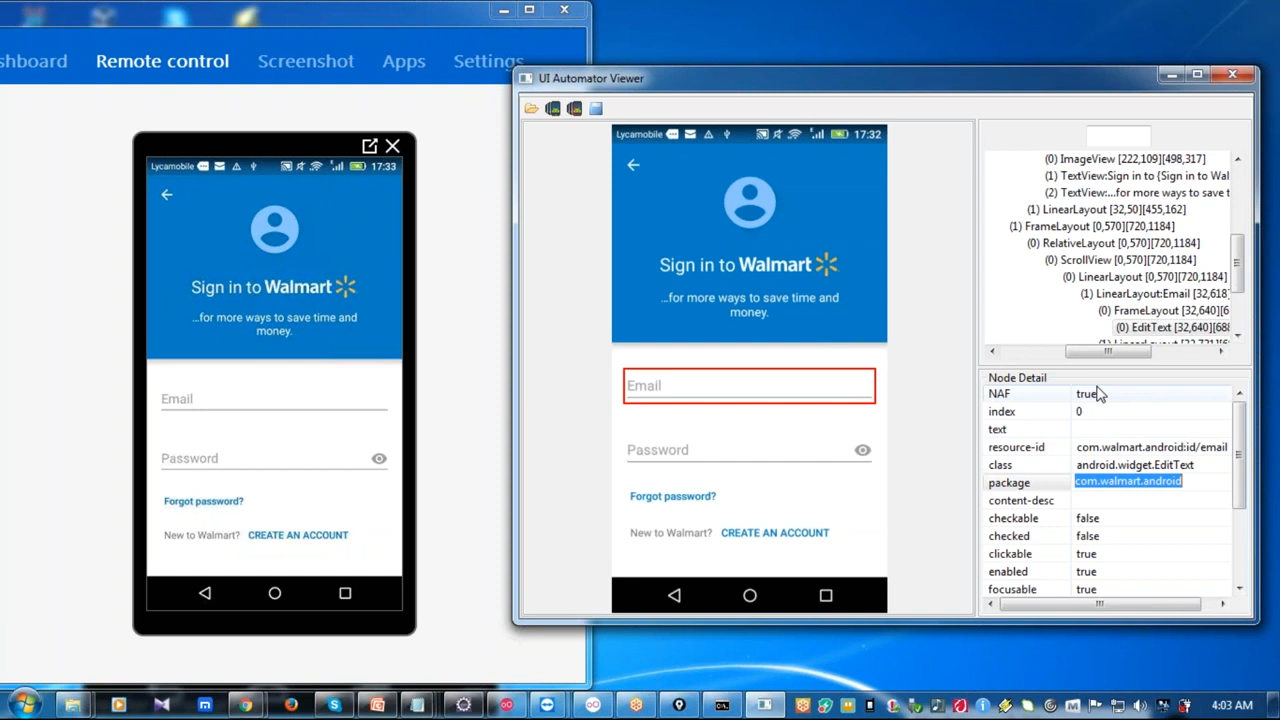 shboard
Remote control
Screenshot
Apps
Settings
Lycamobile
17:33
Sign in to Walmart
...for more ways to save time and
money.
Email
Password
Forgot password?
New to Walmart? CREATE AN ACCOUNT
UI Automator Viewer
Lycamobile
17:32
Sign in to Walmart
...for more ways to save time and
money.
Email
Password
Forgot password?
New to Walmart? CREATE AN ACCOUNT
(0) ImageView [222,109][498,317]
(1) TextView:Sign in to {Sign in to Wal
(2) TextView:...for more ways to save t
(1) LinearLayout [32,50][455,162]
(1) FrameLayout [0,570][720,1184]
(0) RelativeLayout [0,570][720,1184]
(0) ScrollView [0,570][720,1184]
(0) LinearLayout [0,570][720,1184]
(1) LinearLayout:Email [32,618]
(0) FrameLayout [32,640][6
(0) EditText [32,640][688
Node Detail
NAF true
index 0
text
resource-id com.walmart.android:id/email
class android.widget.EditText
package com.walmart.android
content-desc
checkable false
checked false
clickable true
enabled true
focusable true
4:03 AM